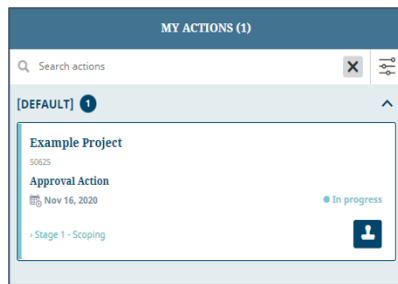 MY ACTIONS (1)
Search actions
[DEFAULT] 1
Example Project
50625
Approval Action
Nov 16, 2020
In progress
› Stage 1 - Scoping